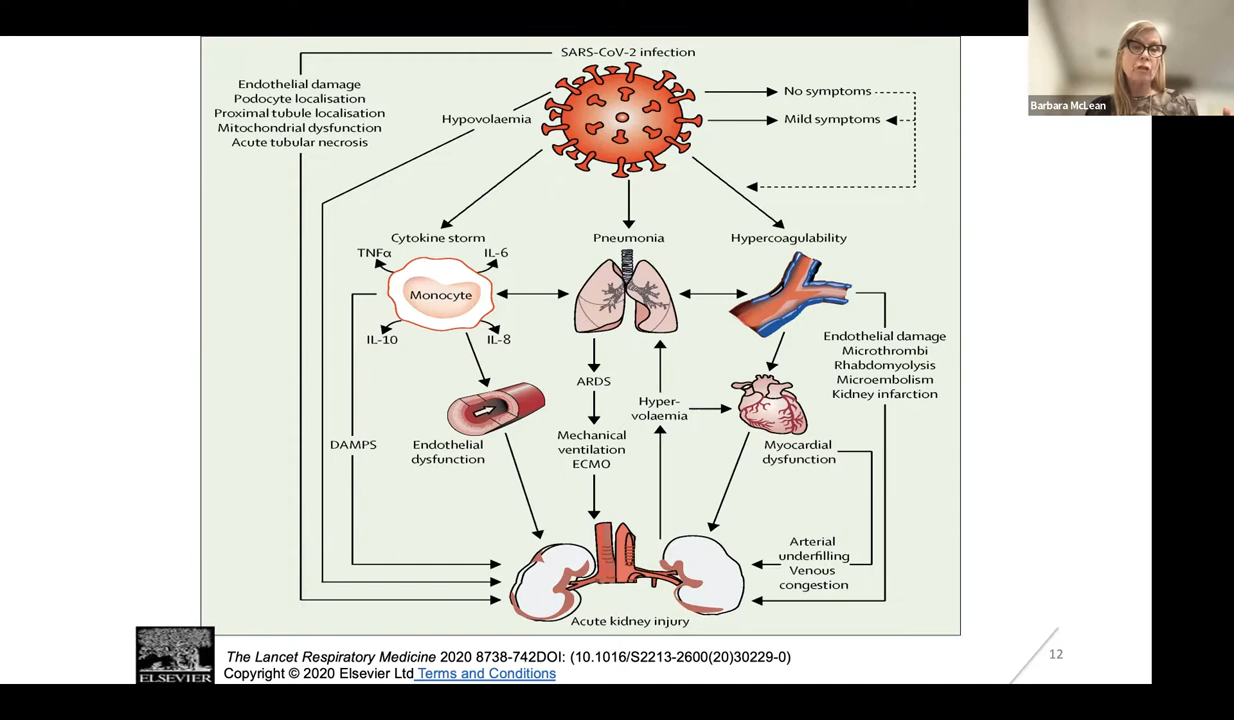 Barbara McLean
SARS-CoV-2 infection
Endothelial damage
Podocyte localisation
Proximal tubule localisation
Mitochondrial dysfunction
Acute tubular necrosis
Hypovolaemia
No symptoms
Mild symptoms
Cytokine storm
Pneumonia
Hypercoagulability
TNFα
IL-6
Monocyte
IL-10
IL-8
Endothelial damage
Microthrombi
Rhabdomyolysis
Microembolism
Kidney infarction
ARDS
Hyper-
volaemia
DAMPS
Endothelial
dysfunction
Mechanical
ventilation
ECMO
Myocardial
dysfunction
Arterial
underfilling
Venous
congestion
Acute kidney injury
ELSEVIER
The Lancet Respiratory Medicine 2020 8738-742DOI: (10.1016/S2213-2600(20)30229-0)
Copyright © 2020 Elsevier Ltd Terms and Conditions
12